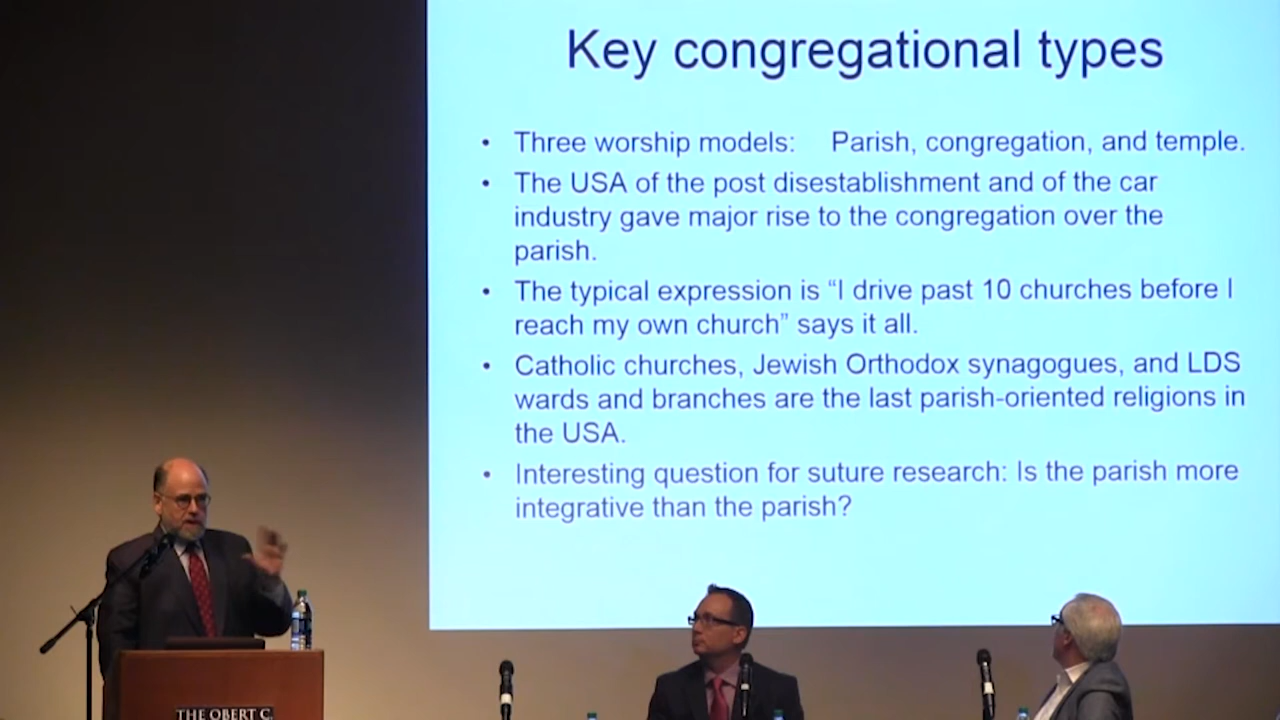 Key congregational types
• Three worship models: Parish, congregation, and temple.
• The USA of the post disestablishment and of the car
industry gave major rise to the congregation over the
parish.
• The typical expression is “I drive past 10 churches before I
reach my own church” says it all.
• Catholic churches, Jewish Orthodox synagogues, and LDS
wards and branches are the last parish-oriented religions in
the USA.
• Interesting question for suture research: Is the parish more
integrative than the parish?
THE OBERT C.